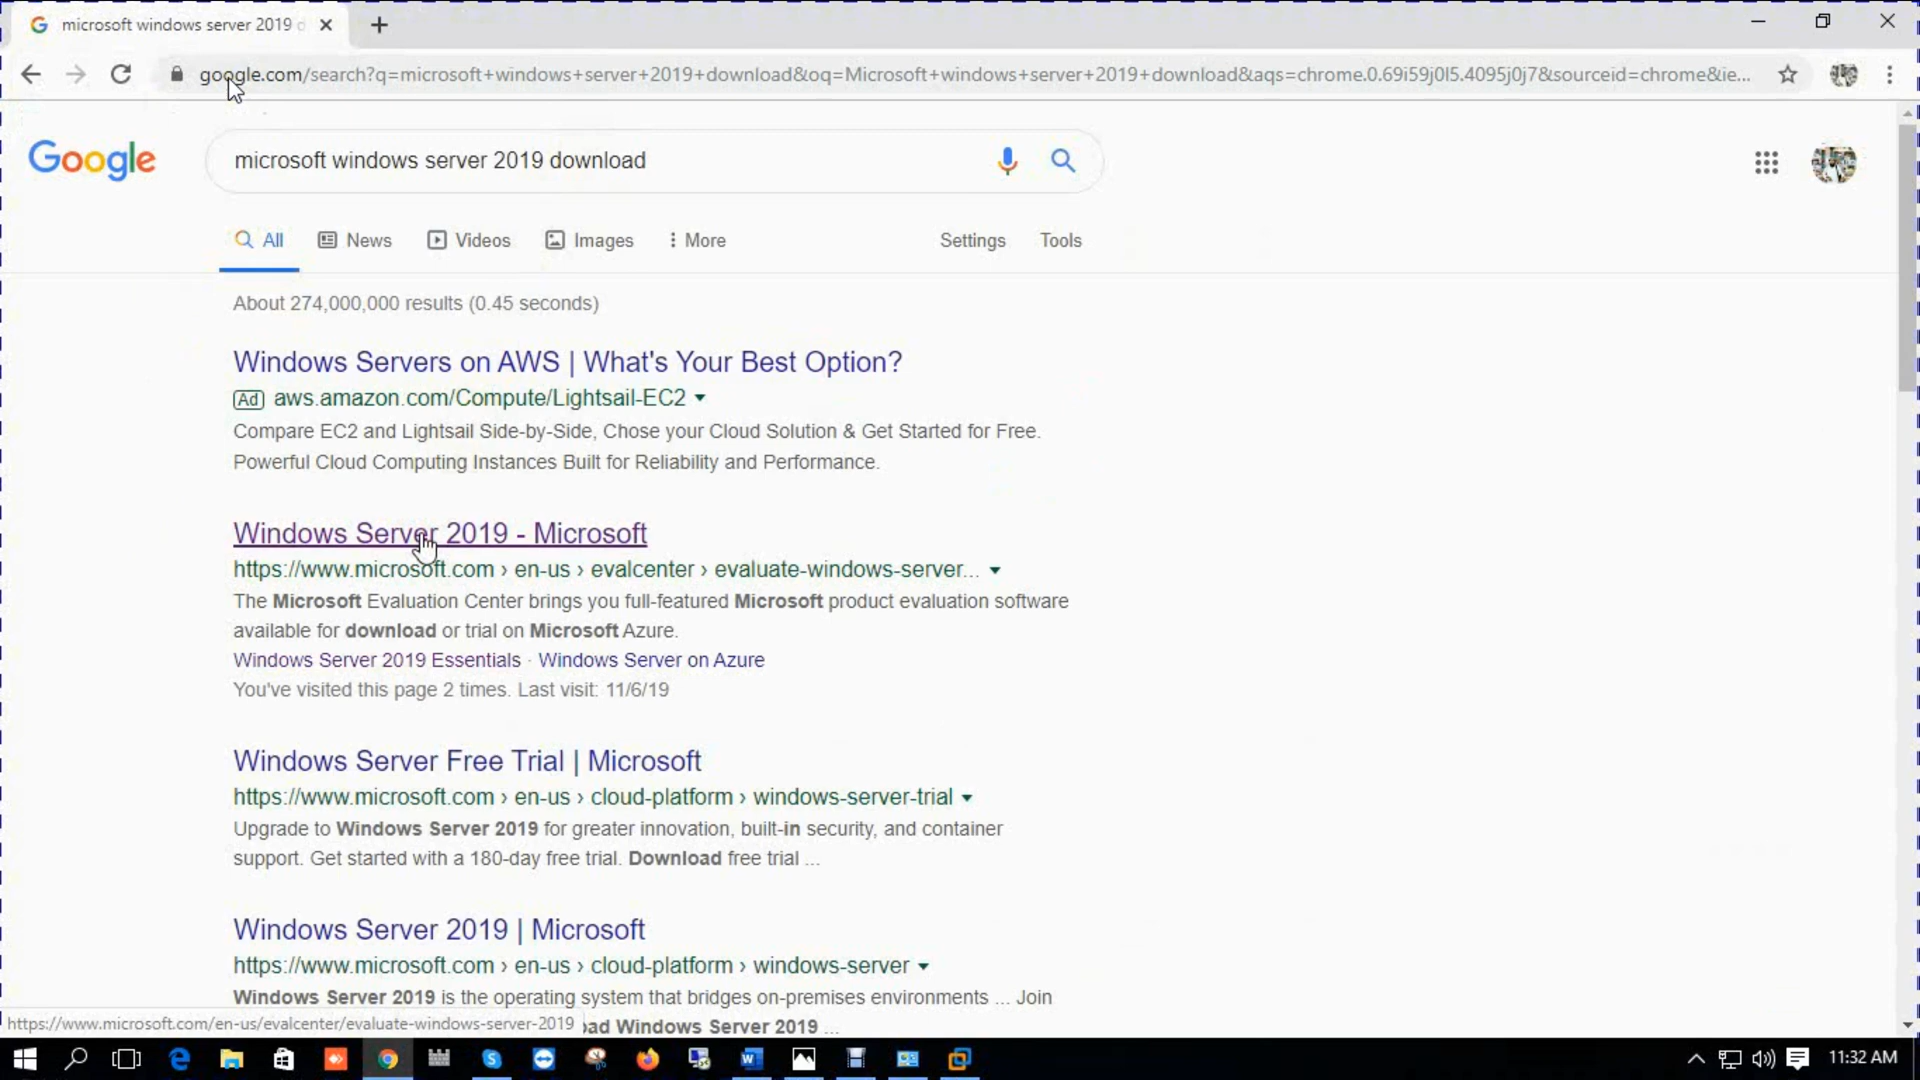 microsoft windows server 2019 d
google.com/search?q=microsoft+windows+server+2019+download&oq=Microsoft+windows+server+2019+download&aqs=chrome.0.69i59j0l5.4095j0j7&sourceid=chrome&ie...
Google
microsoft windows server 2019 download
All News Videos Images More Settings Tools
About 274,000,000 results (0.45 seconds)
Windows Servers on AWS | What's Your Best Option?
Ad aws.amazon.com/Compute/Lightsail-EC2
Compare EC2 and Lightsail Side-by-Side, Chose your Cloud Solution & Get Started for Free.
Powerful Cloud Computing Instances Built for Reliability and Performance.
Windows Server 2019 - Microsoft
https://www.microsoft.com › en-us › evalcenter › evaluate-windows-server...
The Microsoft Evaluation Center brings you full-featured Microsoft product evaluation software
available for download or trial on Microsoft Azure.
Windows Server 2019 Essentials · Windows Server on Azure
You've visited this page 2 times. Last visit: 11/6/19
Windows Server Free Trial | Microsoft
https://www.microsoft.com › en-us › cloud-platform › windows-server-trial
Upgrade to Windows Server 2019 for greater innovation, built-in security, and container
support. Get started with a 180-day free trial. Download free trial ...
Windows Server 2019 | Microsoft
https://www.microsoft.com › en-us › cloud-platform › windows-server
Windows Server 2019 is the operating system that bridges on-premises environments ... Join
https://www.microsoft.com/en-us/evalcenter/evaluate-windows-server-2019
ad Windows Server 2019 ...
11:32 AM